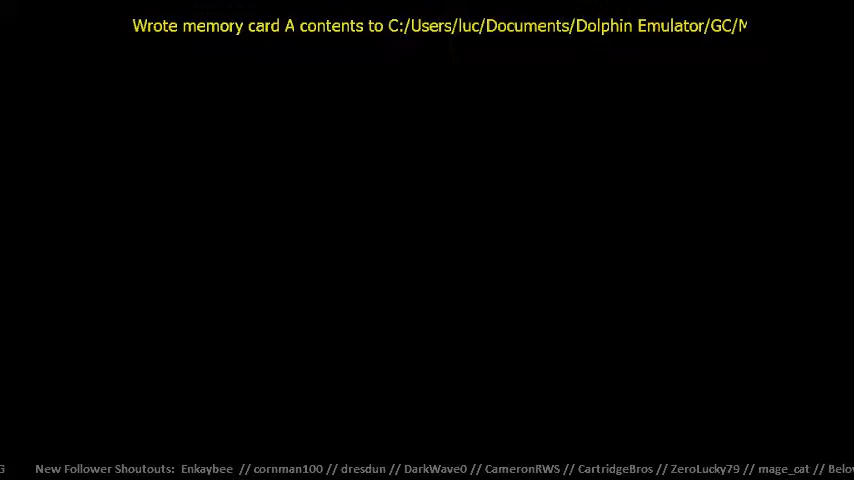 Wrote memory card A contents to C:/Users/luc/Documents/Dolphin Emulator/GC/
New Follower Shoutouts: Enkaybee // cornman100 // dresdun // DarkWave0 // CameronRWS // CartridgeBros // ZeroLucky79 // mage_cat //